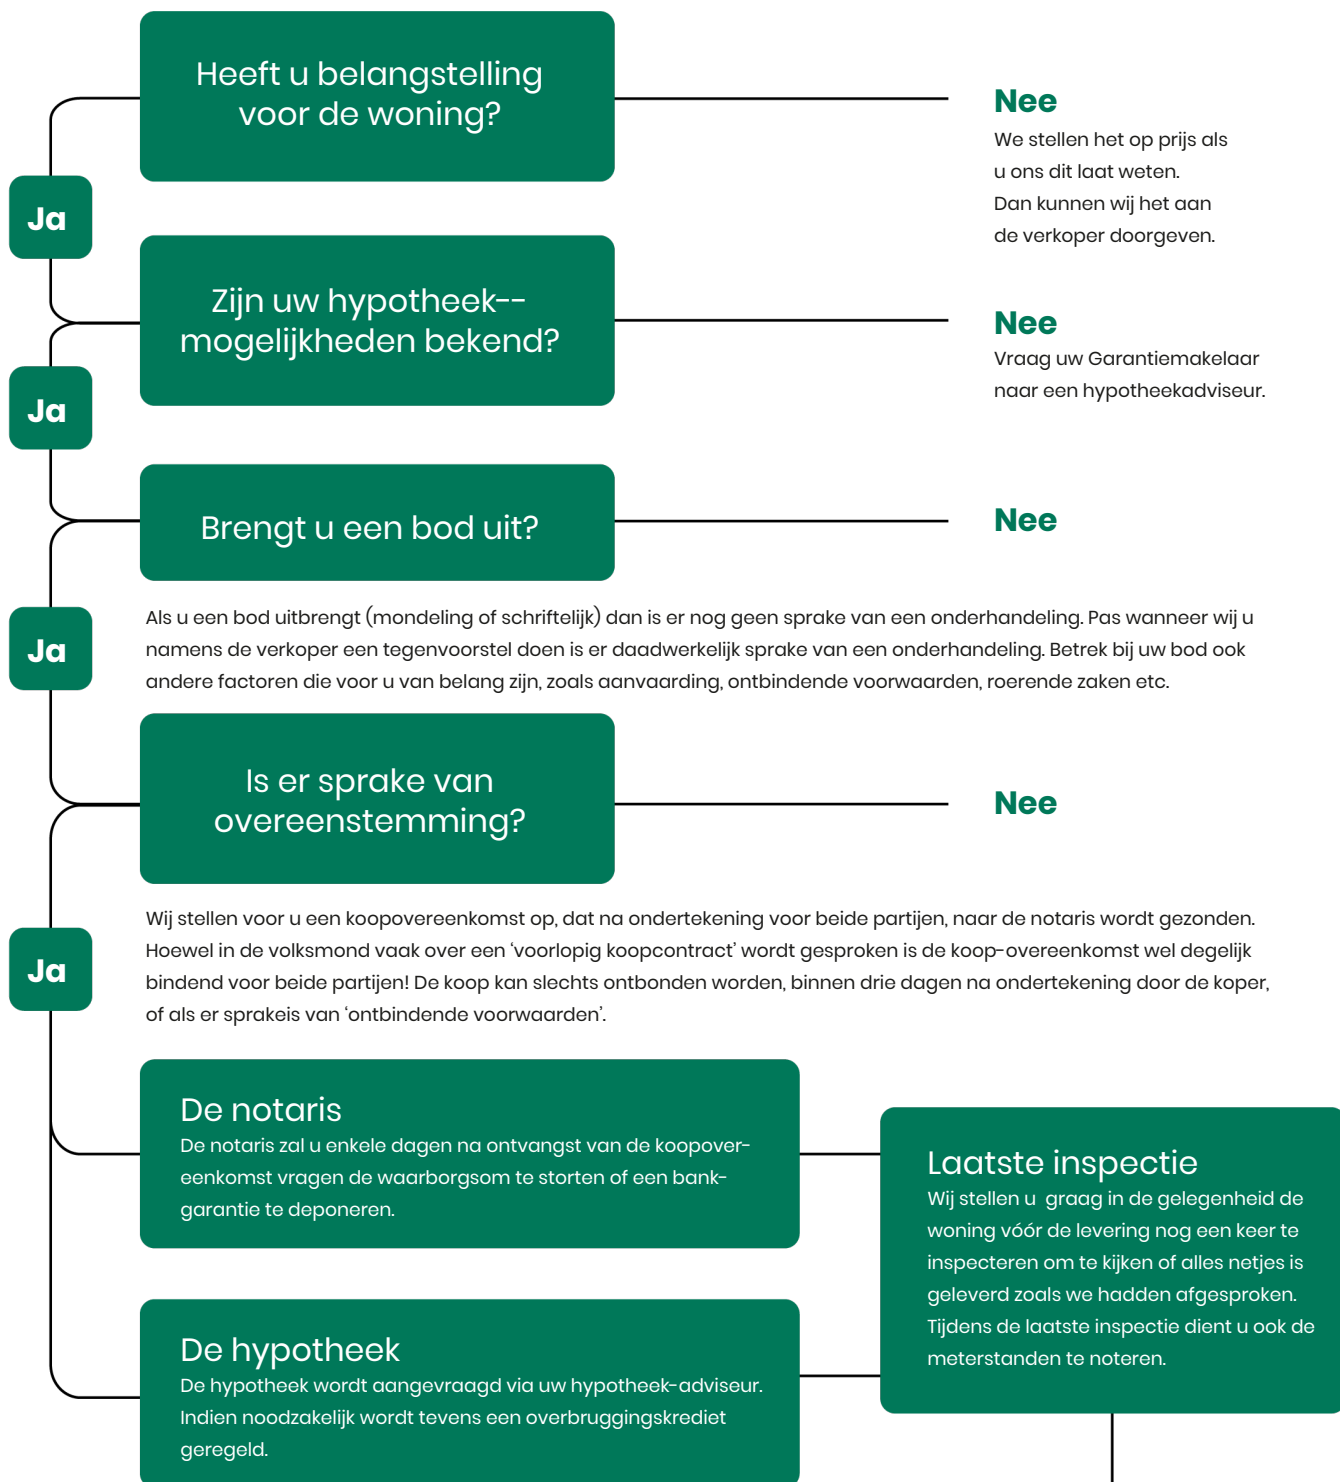 Heeft u belangstelling
voor de woning?
Nee
We stellen het op prijs als
u ons dit laat weten.
Dan kunnen wij het aan
de verkoper doorgeven.
Ja
Zijn uw hypotheek--
mogelijkheden bekend?
Nee
Vraag uw Garantiemakelaar
naar een hypotheekadviseur.
Ja
Brengt u een bod uit?
Nee
Als u een bod uitbrengt (mondeling of schriftelijk) dan is er nog geen sprake van een onderhandeling. Pas wanneer wij u
namens de verkoper een tegenvoorstel doen is er daadwerkelijk sprake van een onderhandeling. Betrek bij uw bod ook
andere factoren die voor u van belang zijn, zoals aanvaarding, ontbindende voorwaarden, roerende zaken etc.
Ja
Is er sprake van
overeenstemming?
Nee
Wij stellen voor u een koopovereenkomst op, dat na ondertekening voor beide partijen, naar de notaris wordt gezonden.
Hoewel in de volksmond vaak over een ‘voorlopig koopcontract’ wordt gesproken is de koop-overeenkomst wel degelijk
bindend voor beide partijen! De koop kan slechts ontbonden worden, binnen drie dagen na ondertekening door de koper,
of als er sprakeis van ‘ontbindende voorwaarden’.
Ja
De notaris
De notaris zal u enkele dagen na ontvangst van de koopover-
eenkomst vragen de waarborgsom te storten of een bank-
garantie te deponeren.
Laatste inspectie
Wij stellen u graag in de gelegenheid de
woning vóór de levering nog een keer te
inspecteren om te kijken of alles netjes is
geleverd zoals we hadden afgesproken.
Tijdens de laatste inspectie dient u ook de
meterstanden te noteren.
De hypotheek
De hypotheek wordt aangevraagd via uw hypotheek-adviseur.
Indien noodzakelijk wordt tevens een overbruggingskrediet
geregeld.